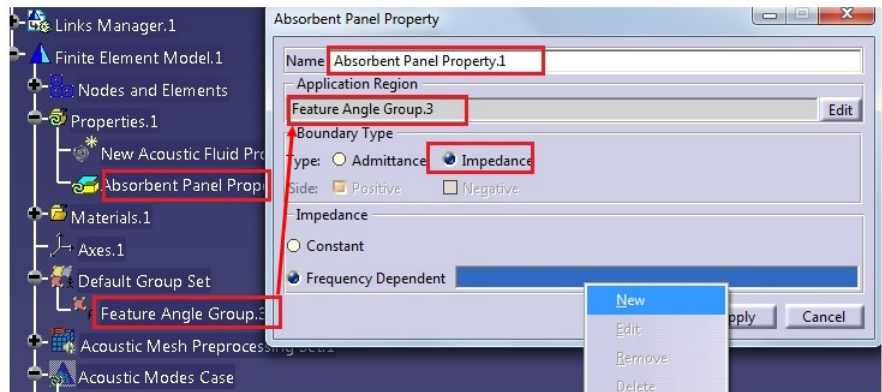 Links Manager.1
Finite Element Model.1
Nodes and Elements
Properties.1
New Acoustic Fluid Pro
Absorbent Panel Prop
Materials.1
Axes.1
Default Group Set
Feature Angle Group.3
Acoustic Mesh Preprocessing Set.1
Acoustic Modes Case
Absorbent Panel Property
Name Absorbent Panel Property.1
Application Region
Feature Angle Group.3 Edit
Boundary Type
Type: Admittance Impedance
Side: Positive Negative
Impedance
Constant
Frequency Dependent
New
Edit
Remove
Delete
pply Cancel